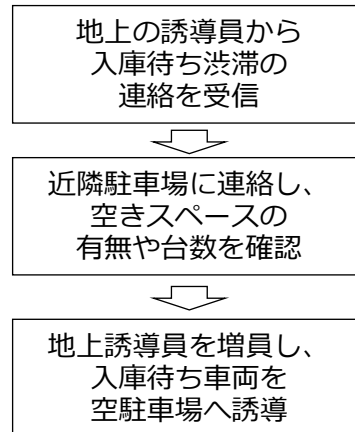 地上の誘導員から
入庫待ち渋滞の
連絡を受信
近隣駐車場に連絡し、
空きスペースの
有無や台数を確認
地上誘導員を増員し、
入庫待ち車両を
空駐車場へ誘導